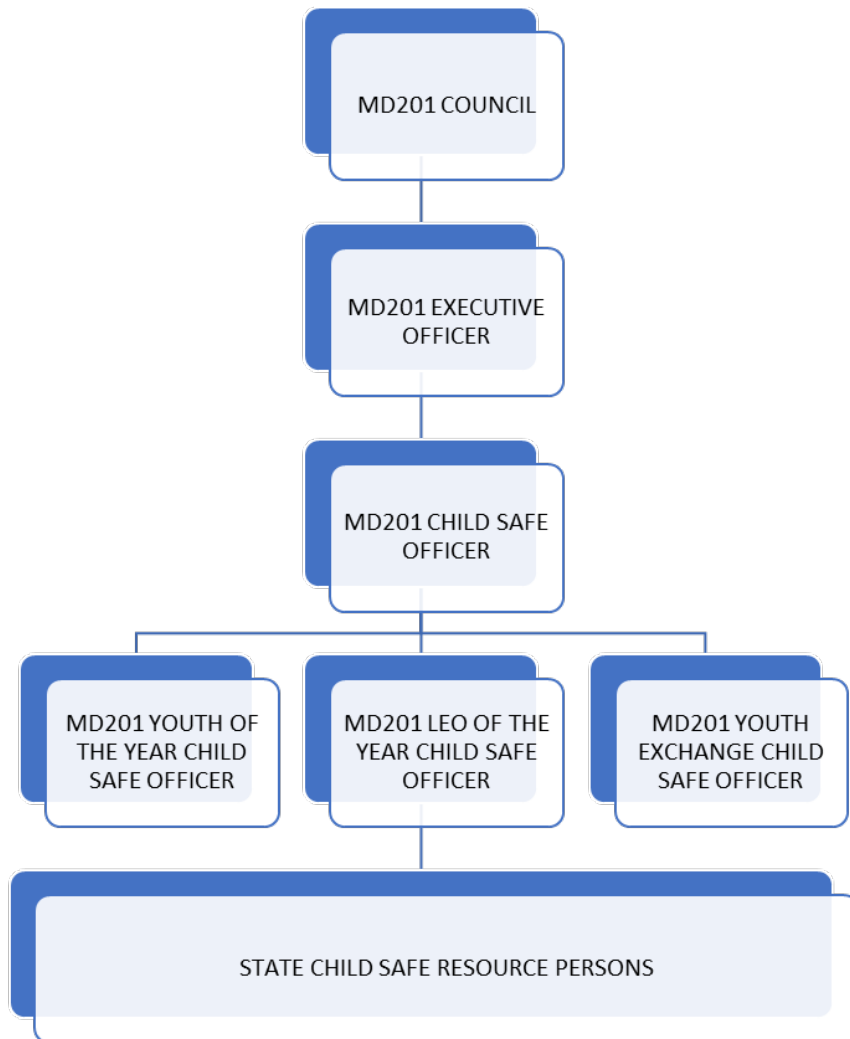 MD201 COUNCIL
MD201 EXECUTIVE
OFFICER
MD201 CHILD SAFE
OFFICER
MD201 YOUTH OF
THE YEAR CHILD
SAFE OFFICER
MD201 LEO OF THE
YEAR CHILD SAFE
OFFICER
MD201 YOUTH
EXCHANGE CHILD
SAFE OFFICER
STATE CHILD SAFE RESOURCE PERSONS